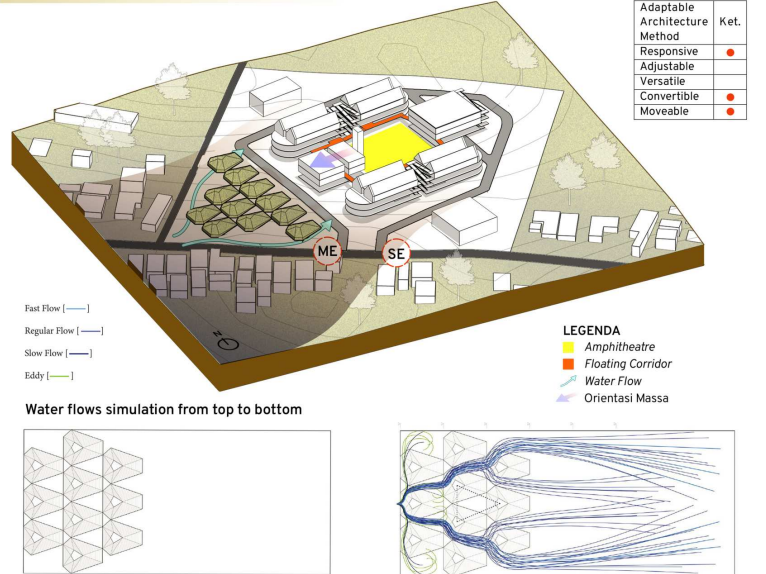 Adaptable
Architecture Ket.
Method
Responsive
Adjustable
Versatile
Convertible
Moveable
ME
SE
N
Fast Flow [ ]
Regular Flow [ ]
Slow Flow [ ]
Eddy [ ]
LEGENDA
Amphitheatre
Floating Corridor
Water Flow
Orientasi Massa
Water flows simulation from top to bottom